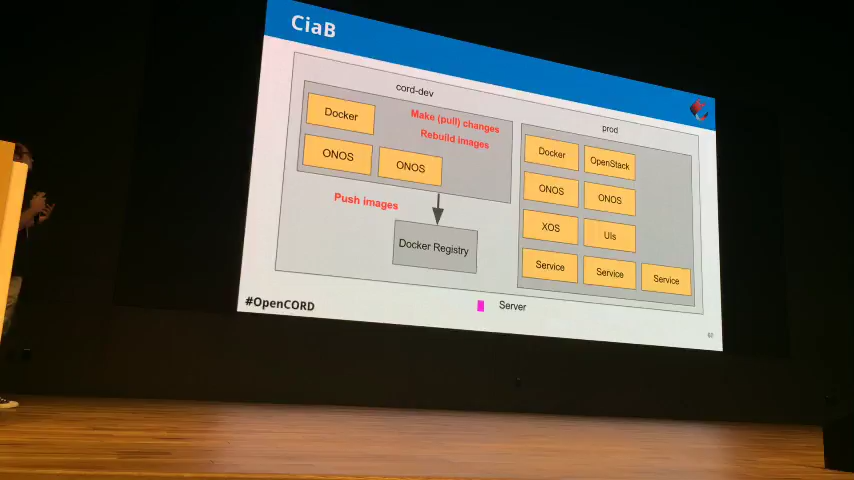 CiaB
cord-dev
Docker
Make (pull) changes
Rebuild images
ONOS
ONOS
Push images
Docker Registry
prod
Docker
OpenStack
ONOS
ONOS
XOS
UIs
Service
Service
Service
#OpenCORD
Server